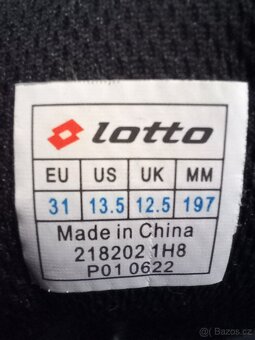 lotto
EU US UK MM
31 13.5 12.5 197
Made in China
218202 1H8
P01 0622
Bazos.cz